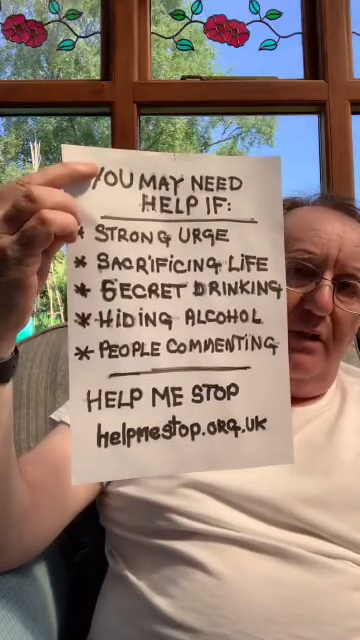 YOU MAY NEED
HELP IF:
* STRONG URGE
* SACRIFICING LIFE
* SECRET DRINKING
* HIDING ALCOHOL
* PEOPLE COMMENTING
HELP ME STOP
helpmestop.org.uk